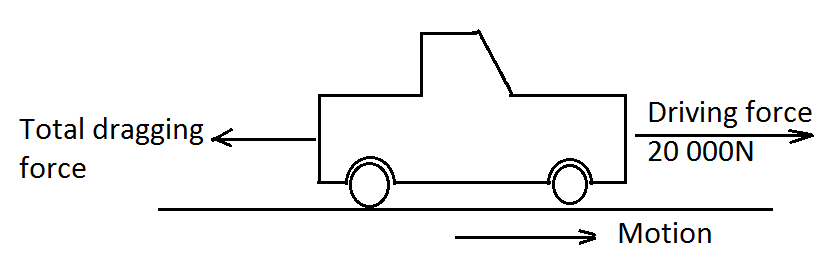 Total dragging
force
Driving force
20 000N
Motion